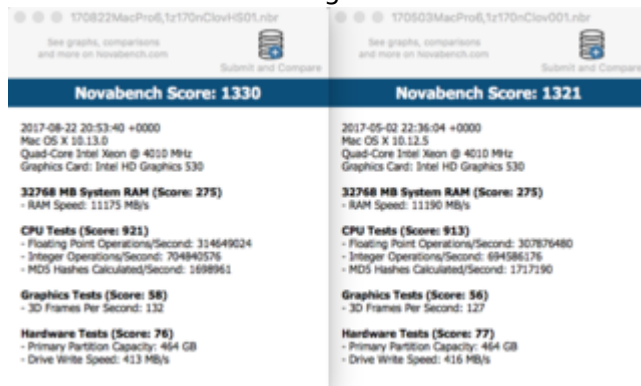 170822MacPro6,1z170nClovHS01.nbr
See graphs, comparisons
and more on novabench.com
Submit and Compare
Novabench Score: 1330
2017-08-22 20:53:40 +0000
Mac OS X 10.13.0
Quad-Core Intel Xeon @ 4010 MHz
Graphics Card: Intel HD Graphics 530
32768 MB System RAM (Score: 275)
- RAM Speed: 11175 MB/s
CPU Tests (Score: 921)
- Floating Point Operations/Second: 314649024
- Integer Operations/Second: 704840576
- MD5 Hashes Calculated/Second: 1698961
Graphics Tests (Score: 58)
- 3D Frames Per Second: 132
Hardware Tests (Score: 76)
- Primary Partition Capacity: 464 GB
- Drive Write Speed: 413 MB/s
170503MacPro6,1z170nClov001.nbr
See graphs, comparisons
and more on novabench.com
Submit and Compare
Novabench Score: 1321
2017-05-02 22:36:04 +0000
Mac OS X 10.12.5
Quad-Core Intel Xeon @ 4010 MHz
Graphics Card: Intel HD Graphics 530
32768 MB System RAM (Score: 275)
- RAM Speed: 11190 MB/s
CPU Tests (Score: 913)
- Floating Point Operations/Second: 307876480
- Integer Operations/Second: 694586176
- MD5 Hashes Calculated/Second: 1717190
Graphics Tests (Score: 56)
- 3D Frames Per Second: 127
Hardware Tests (Score: 77)
- Primary Partition Capacity: 464 GB
- Drive Write Speed: 416 MB/s